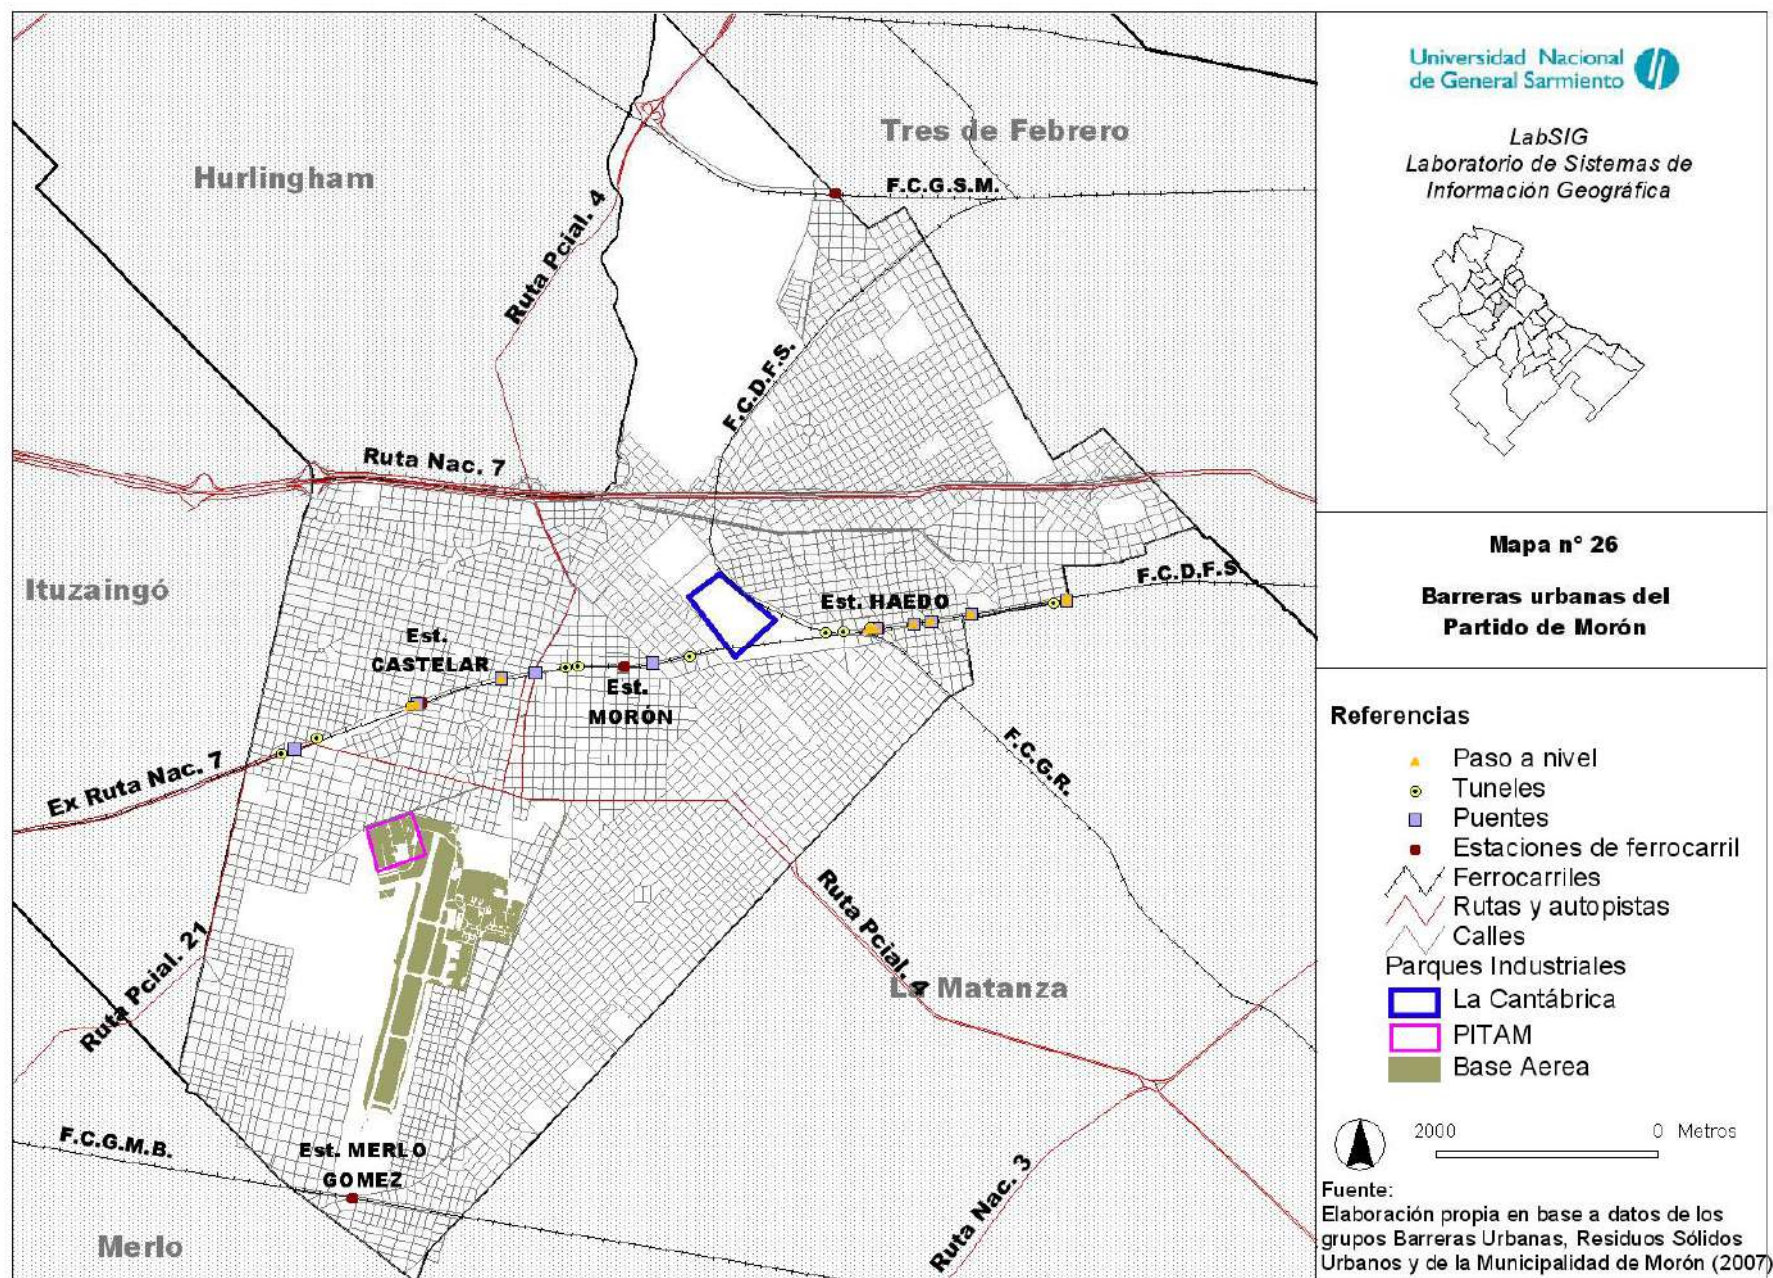 Hurlingham
Tres de Febrero
F.C.G.S.M.
Ruta Pcial. 4
F.C.D.F.S.
Ruta Nac. 7
Ituzaingó
F.C.D.F.S.
Est. HAEDO
Est.
CASTELAR
Est.
MORÓN
F.C.G.R.
Ex Ruta Nac. 7
Ruta Pcial. 4
Ruta Pcial. 21
La Matanza
F.C.G.M.B.
Est. MERLO
GOMEZ
Ruta Nac. 3
Merlo
Universidad Nacional
de General Sarmiento
LabSIG
Laboratorio de Sistemas de
Información Geográfica
Mapa n° 26
Barreras urbanas del
Partido de Morón
Referencias
Paso a nivel
Tuneles
Puentes
Estaciones de ferrocarril
Ferrocarriles
Rutas y autopistas
Calles
Parques Industriales
La Cantábrica
PITAM
Base Aerea
2000 0 Metros
Fuente:
Elaboración propia en base a datos de los
grupos Barreras Urbanas, Residuos Sólidos
Urbanos y de la Municipalidad de Morón (2007)